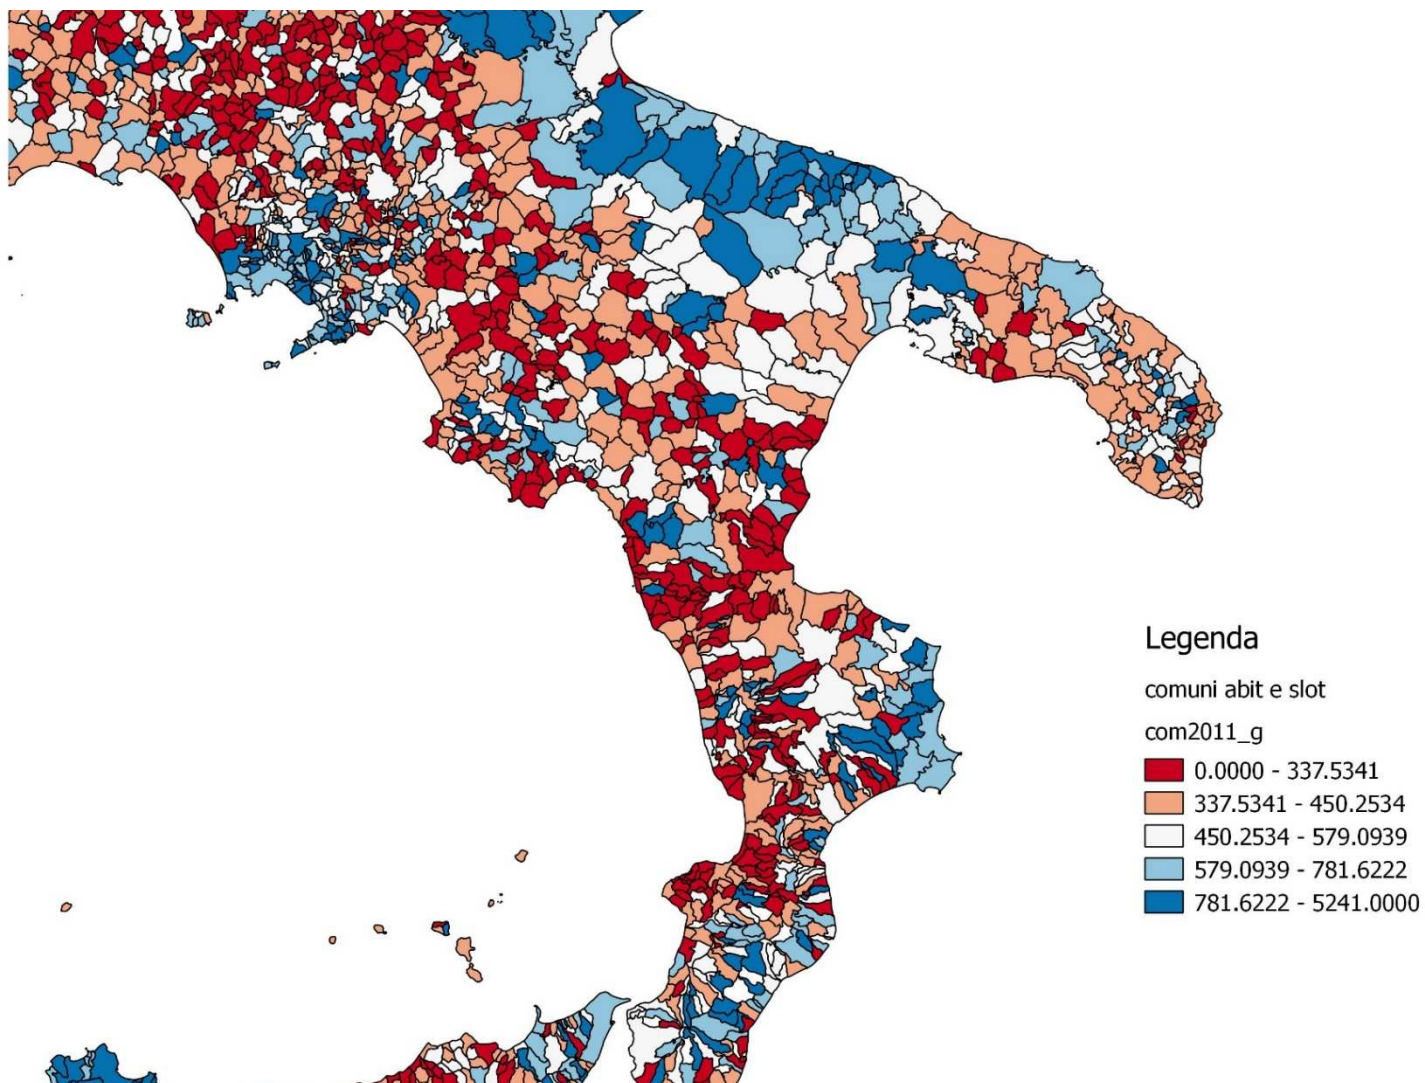 Legenda
comuni abit e slot
com2011_g
0.0000 - 337.5341
337.5341 - 450.2534
450.2534 - 579.0939
579.0939 - 781.6222
781.6222 - 5241.0000